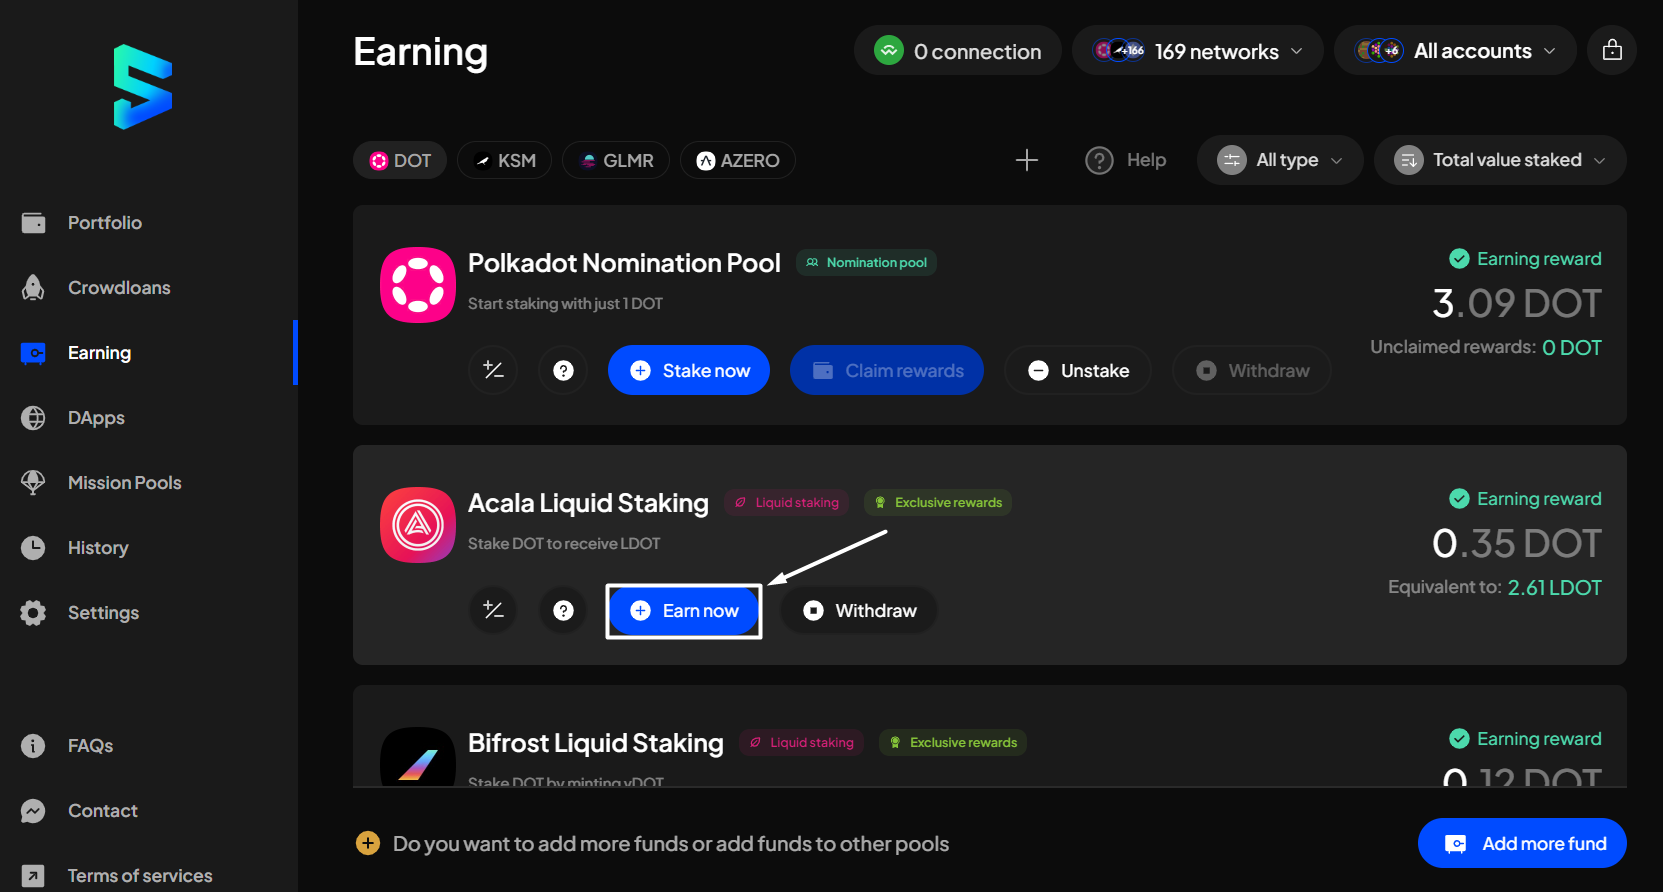 Earning
0 connection
+166
169 networks
+6
All accounts
DOT
KSM
GLMR
AZERO
Help
All type
Total value staked
Portfolio
Crowdloans
Earning
DApps
Mission Pools
History
Settings
FAQs
Contact
Terms of services
Polkadot Nomination Pool
Nomination pool
Start staking with just 1 DOT
Stake now
Claim rewards
Unstake
Withdraw
Earning reward
3.09 DOT
Unclaimed rewards: 0 DOT
Acala Liquid Staking
Liquid staking
Exclusive rewards
Stake DOT to receive LDOT
Earn now
Withdraw
Earning reward
0.35 DOT
Equivalent to: 2.61 LDOT
Bifrost Liquid Staking
Liquid staking
Exclusive rewards
Stake DOT by minting vDOT
Earning reward
0.12 DOT
Do you want to add more funds or add funds to other pools
Add more fund